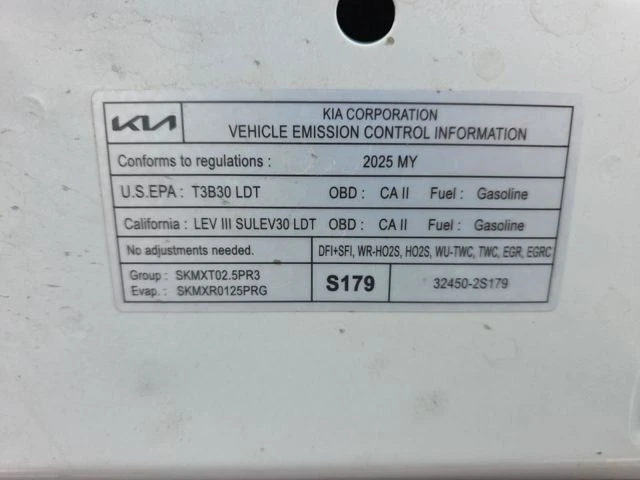 KIA
KIA CORPORATION
VEHICLE EMISSION CONTROL INFORMATION
Conforms to regulations : 2025 MY
U.S.EPA : T3B30 LDT OBD : CA II Fuel : Gasoline
California : LEV III SULEV30 LDT OBD : CA II Fuel : Gasoline
No adjustments needed. DFI+SFI, WR-HO2S, HO2S, WU-TWC, TWC, EGR, EGRC
Group : SKMXT02.5PR3
Evap. : SKMXR0125PRG
S179
32450-2S179